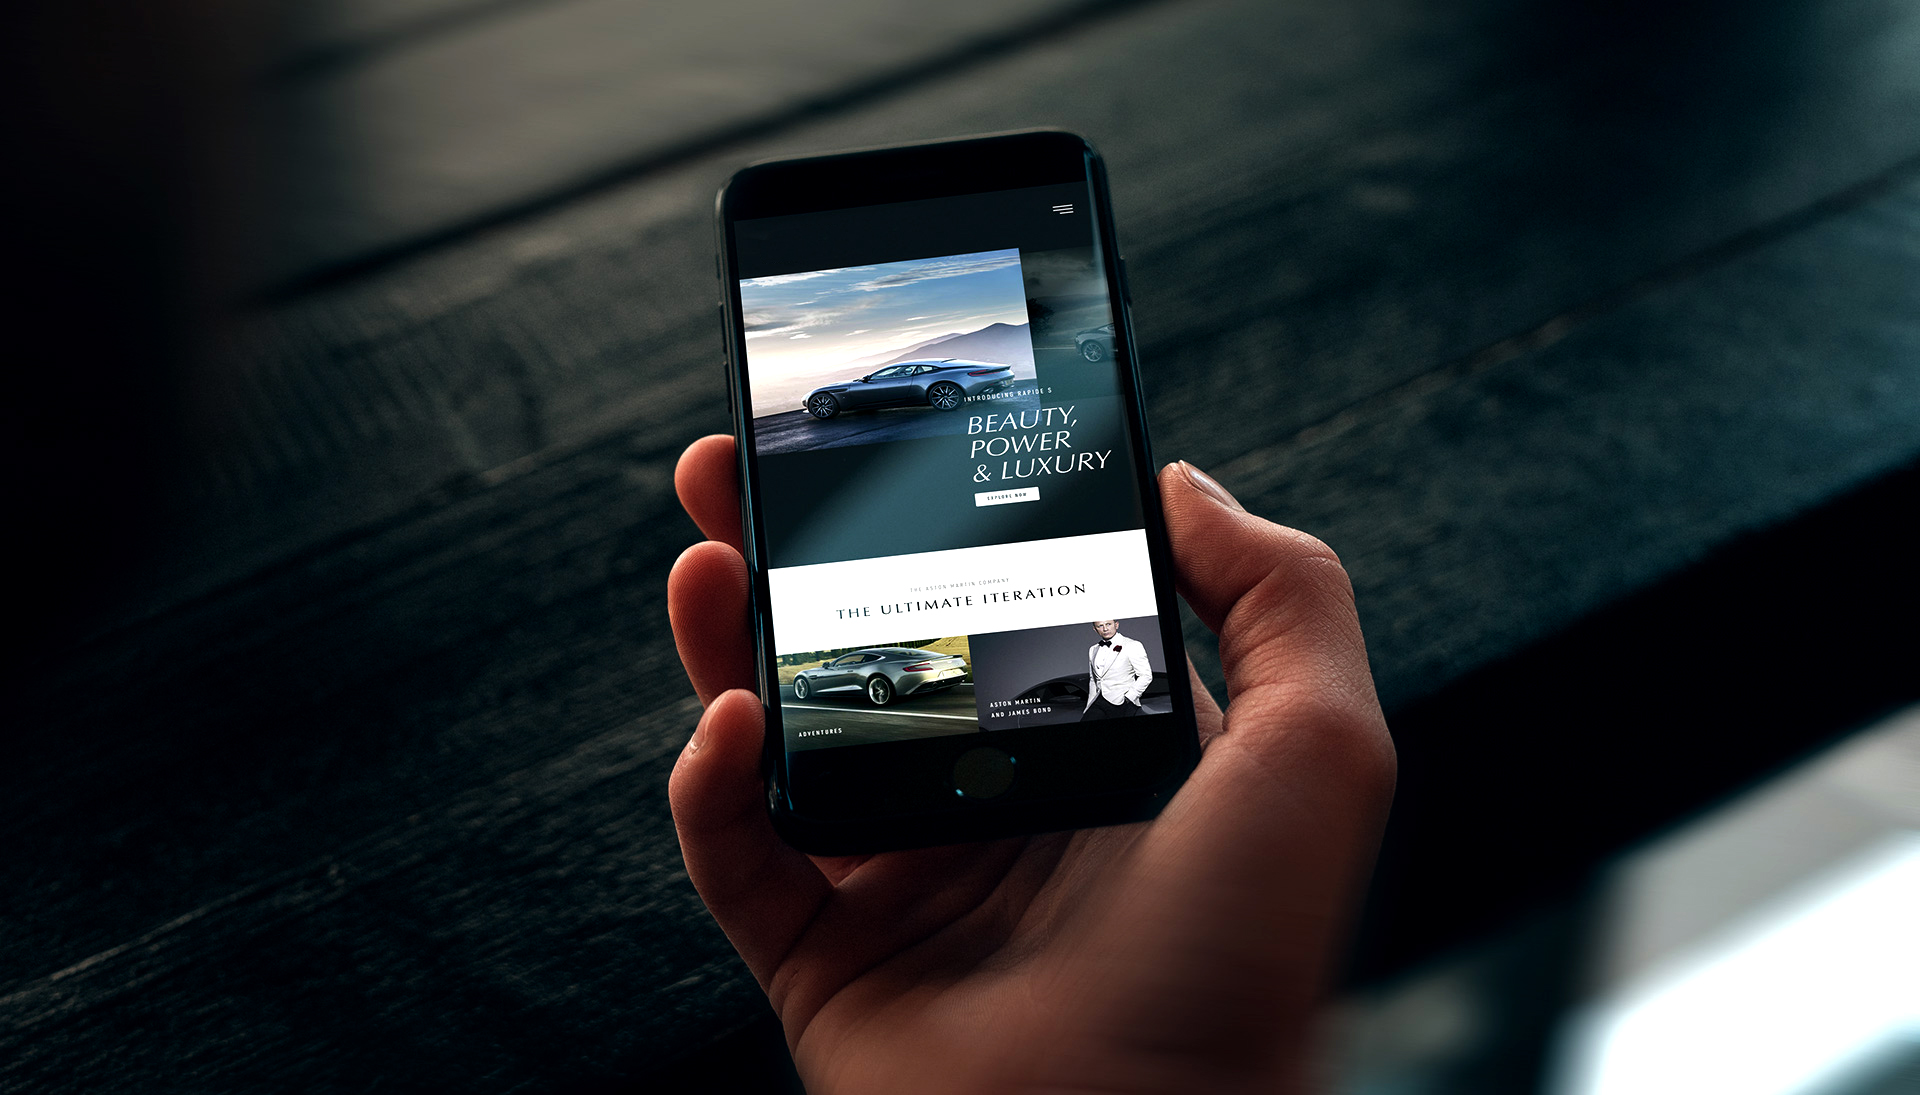 INTRODUCING RAPIDE S
BEAUTY,
POWER
& LUXURY
EXPLORE NOW
THE ASTON MARTIN COMPANY
THE ULTIMATE ITERATION
ADVENTURES
ASTON MARTIN
AND JAMES BOND